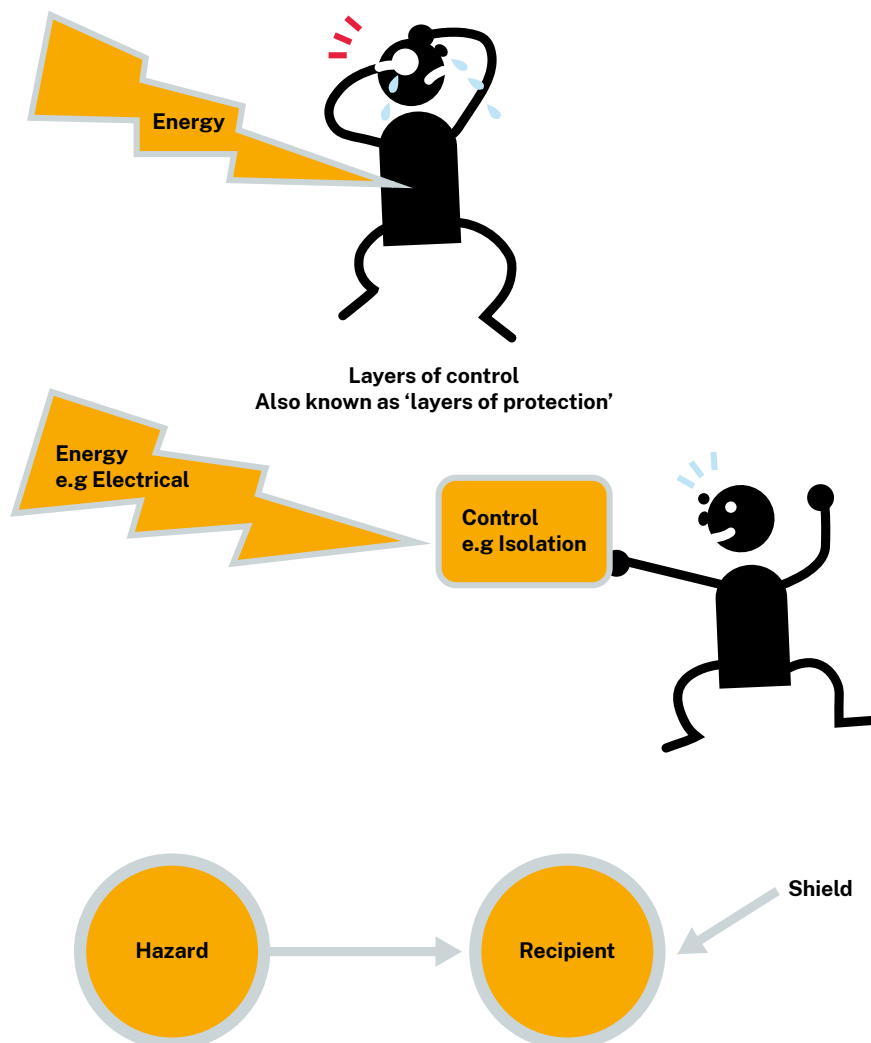 Energy
Layers of control
Also known as ‘layers of protection’
Energy
e.g Electrical
Control
e.g Isolation
Shield
Hazard
Recipient